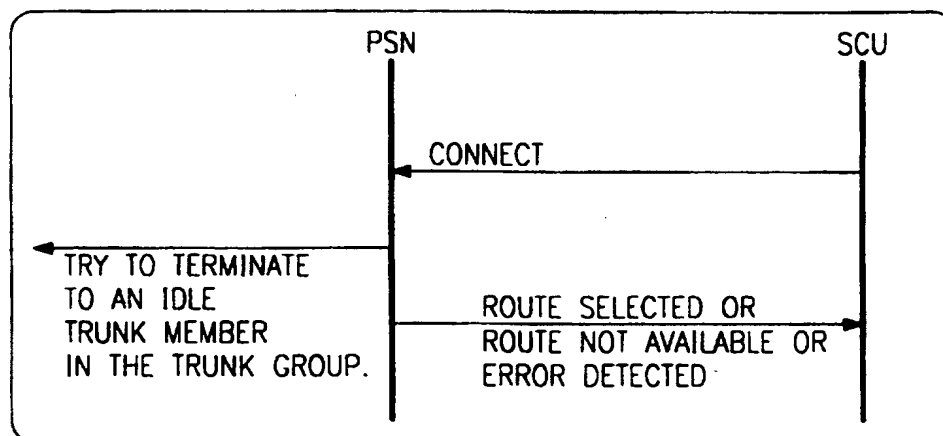 PSN
SCU
CONNECT
TRY TO TERMINATE
TO AN IDLE
TRUNK MEMBER
IN THE TRUNK GROUP.
ROUTE SELECTED OR
ROUTE NOT AVAILABLE OR
ERROR DETECTED